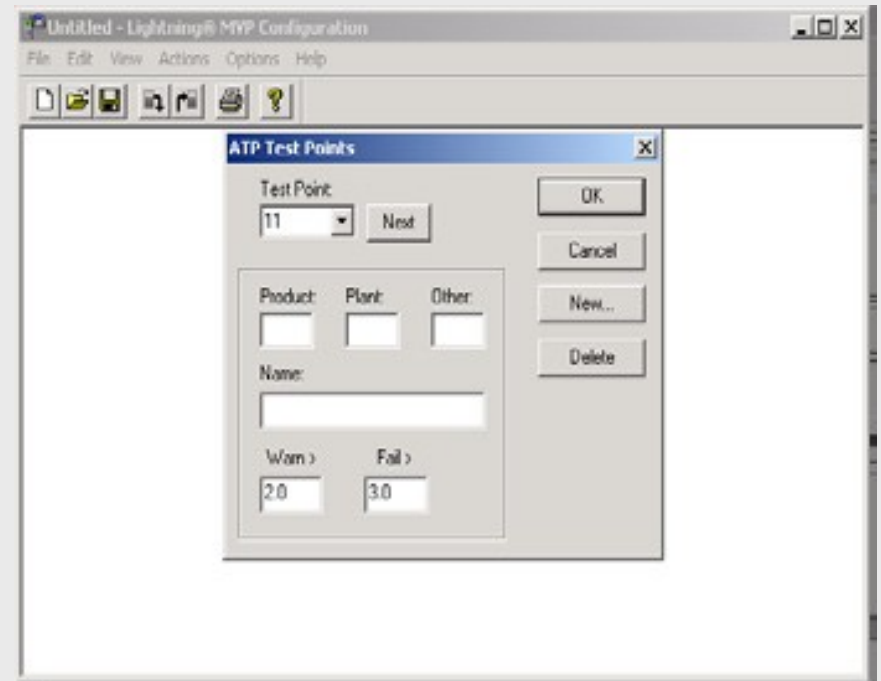 Untitled - Lightning® MVP Configuration
File Edit View Actions Options Help
ATP Test Points
Test Point:
11
Next
OK
Cancel
New...
Delete
Product: Plant: Other:
Name:
Warn > Fail >
2.0 3.0